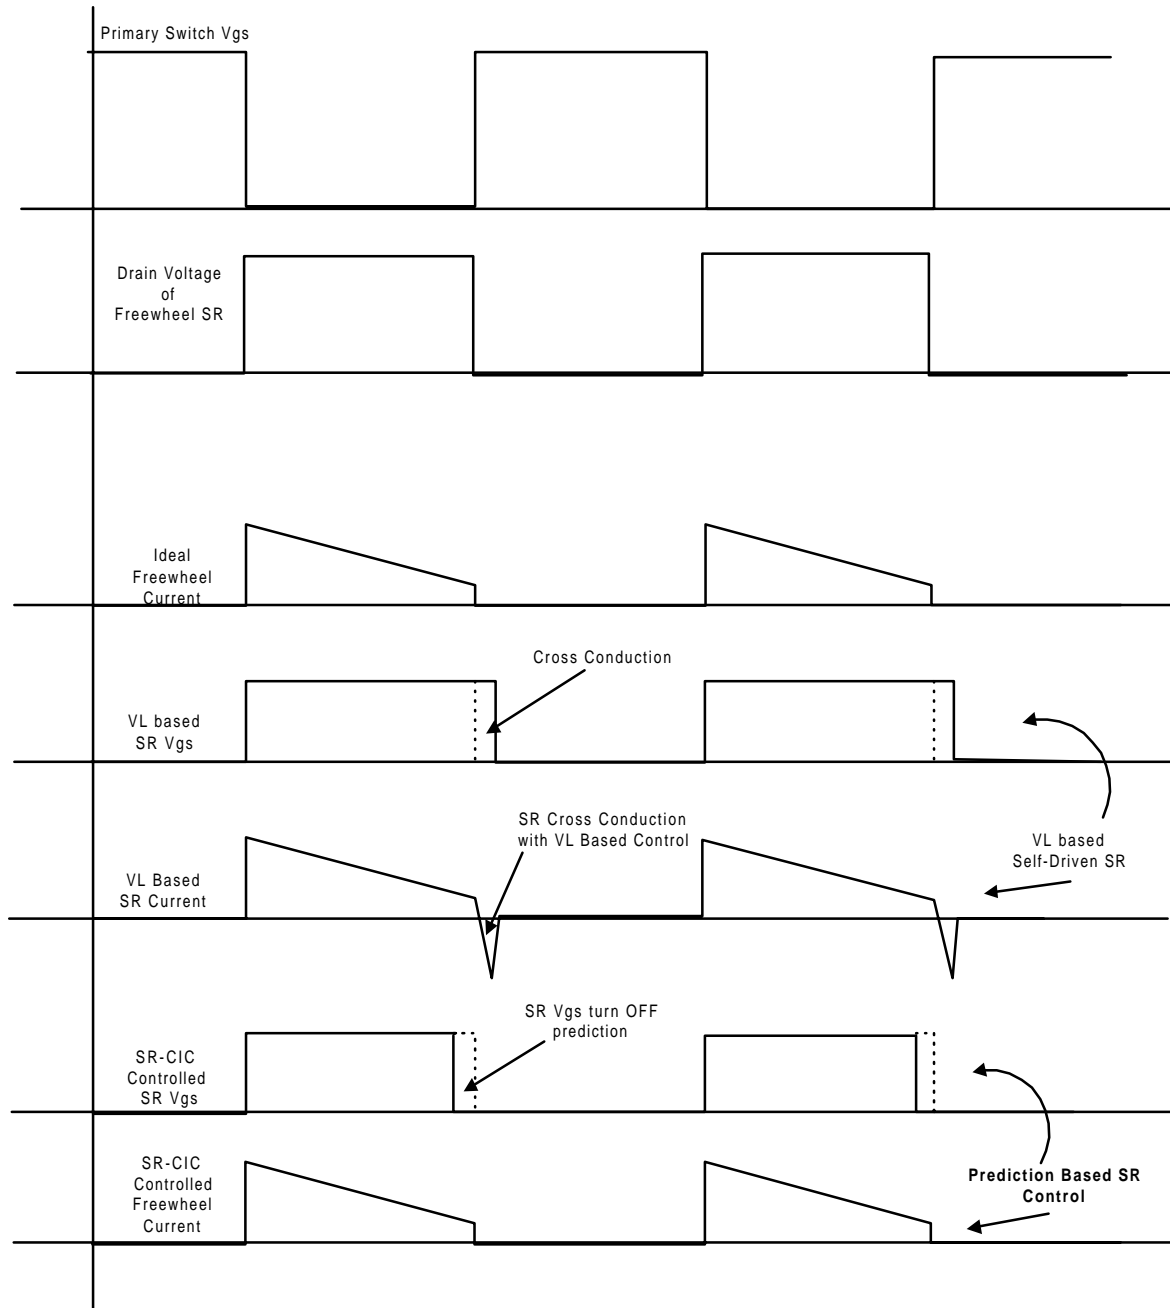 Primary Switch Vgs
Drain Voltage
of
Freewheel SR
Ideal
Freewheel
Current
Cross Conduction
VL based
SR Vgs
SR Cross Conduction
with VL Based Control
VL based
Self-Driven SR
VL Based
SR Current
SR Vgs turn OFF
prediction
SR-CIC
Controlled
SR Vgs
SR-CIC
Controlled
Freewheel
Current
Prediction Based SR
Control